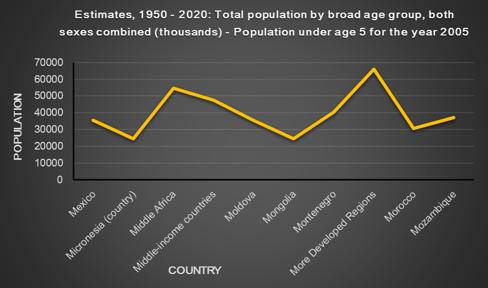 Estimates, 1950 - 2020: Total population by broad age group, both
sexes combined (thousands) - Population under age 5 for the year 2005
POPULATION
70000
60000
50000
40000
30000
20000
10000
0
Mexico
Micronesia (country)
Middle Africa
Middle-income countries
Moldova
Mongolia
Montenegro
More Developed Regions
Morocco
Mozambique
COUNTRY